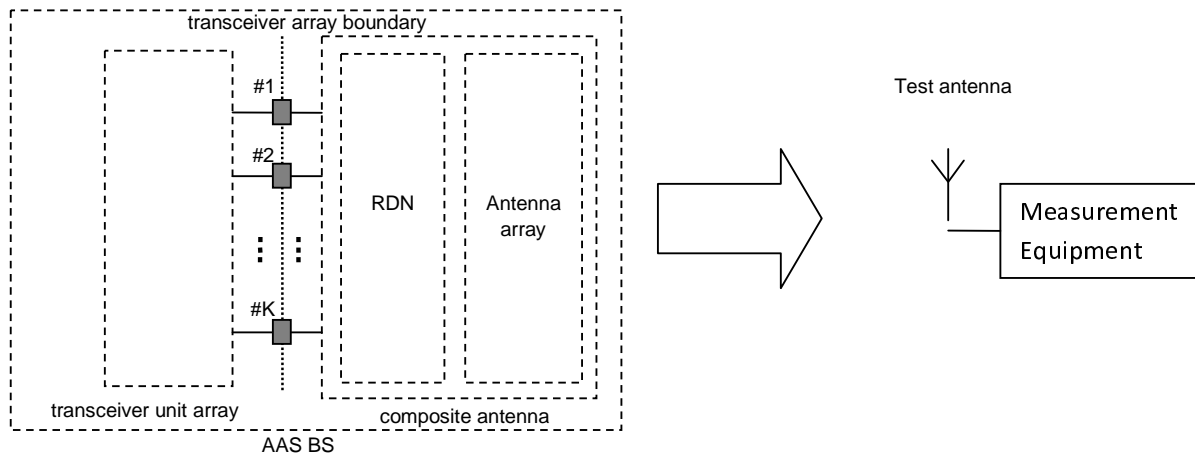 transceiver array boundary
#1
#2
#K
RDN
Antenna
array
transceiver unit array
composite antenna
AAS BS
Test antenna
Measurement
Equipment